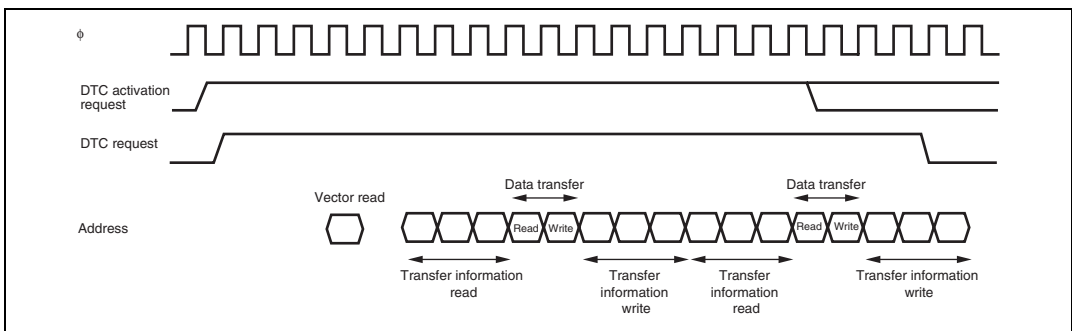 ϕ
DTC activation
request
DTC request
Data transfer
Data transfer
Vector read
Address
Read
Write
Read
Write
Transfer information
read
Transfer
information
write
Transfer
information
read
Transfer information
write